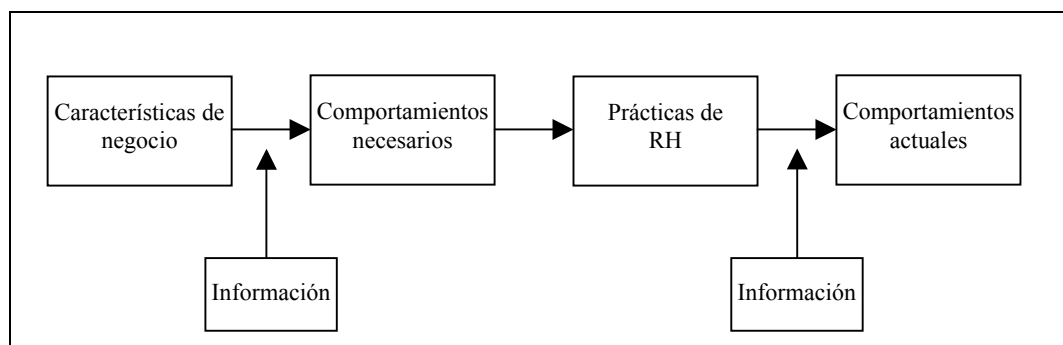 Características de
negocio
Comportamientos
necesarios
Prácticas de
RH
Comportamientos
actuales
Información
Información